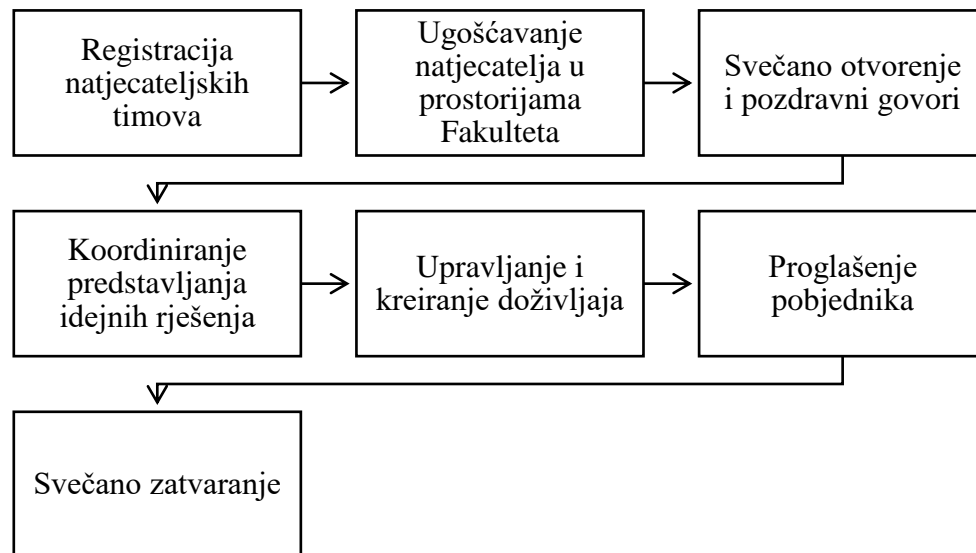 Registracija
natjecateljskih
timova
Ugošćavanje
natjecatelja u
prostorijama
Fakulteta
Svečano otvorenje
i pozdravni govori
Koordiniranje
predstavljanja
idejnih rješenja
Upravljanje i
kreiranje doživljaja
Proglašenje
pobjednika
Svečano zatvaranje